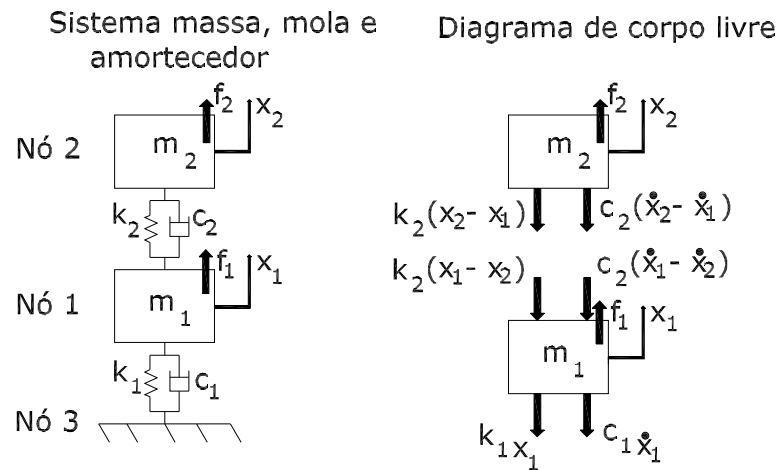 Sistema massa, mola e amortecedor
Diagrama de corpo livre
f₂
x₂
Nó 2
m₂
k₂
c₂
f₁
x₁
Nó 1
m₁
k₁
c₁
Nó 3
f₂
x₂
m₂
k₂(x₂- x₁)
c₂(ẋ₂- ẋ₁)
k₂(x₁- x₂)
c₂(ẋ₁- ẋ₂)
f₁
x₁
m₁
k₁x₁
c₁ẋ₁